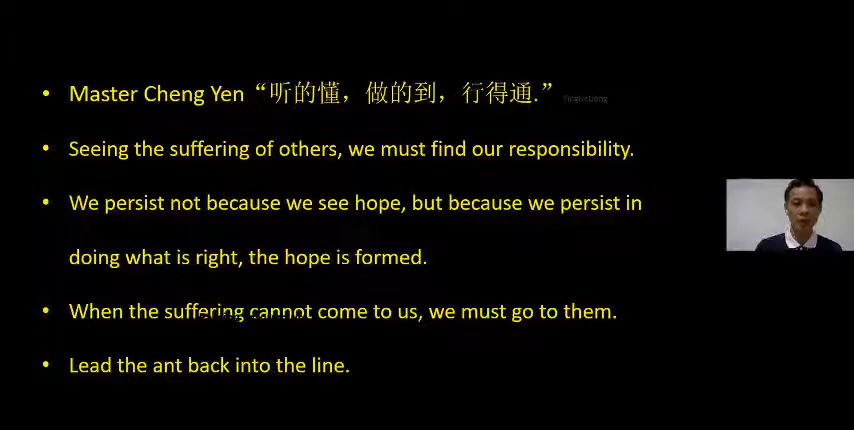 • Master Cheng Yen “听的懂，做的到，行得通.”
• Seeing the suffering of others, we must find our responsibility.
• We persist not because we see hope, but because we persist in
doing what is right, the hope is formed.
• When the suffering cannot come to us, we must go to them.
• Lead the ant back into the line.